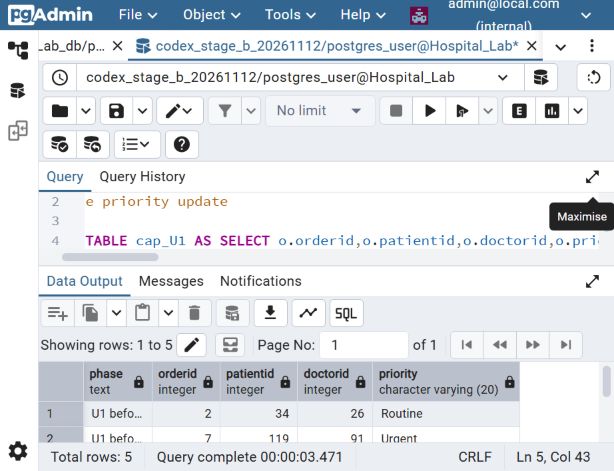 pgAdmin File Object Tools Help admin@local.com (internal)
_ab_db/p... codex_stage_b_20261112/postgres_user@Hospital_Lab*
codex_stage_b_20261112/postgres_user@Hospital_Lab
No limit E
Query Query History
Maximise
2 e priority update
3
4 TABLE cap_U1 AS SELECT o.orderid,o.patientid,o.doctorid,o.pri
Data Output Messages Notifications
SQL
Showing rows: 1 to 5 Page No: 1 of 1
phase orderid patientid doctorid priority
text integer integer integer character varying (20)
1 U1 befo... 2 34 26 Routine
2 U1 befo... 7 119 91 Urgent
Total rows: 5 Query complete 00:00:03.471 CRLF Ln 5, Col 43